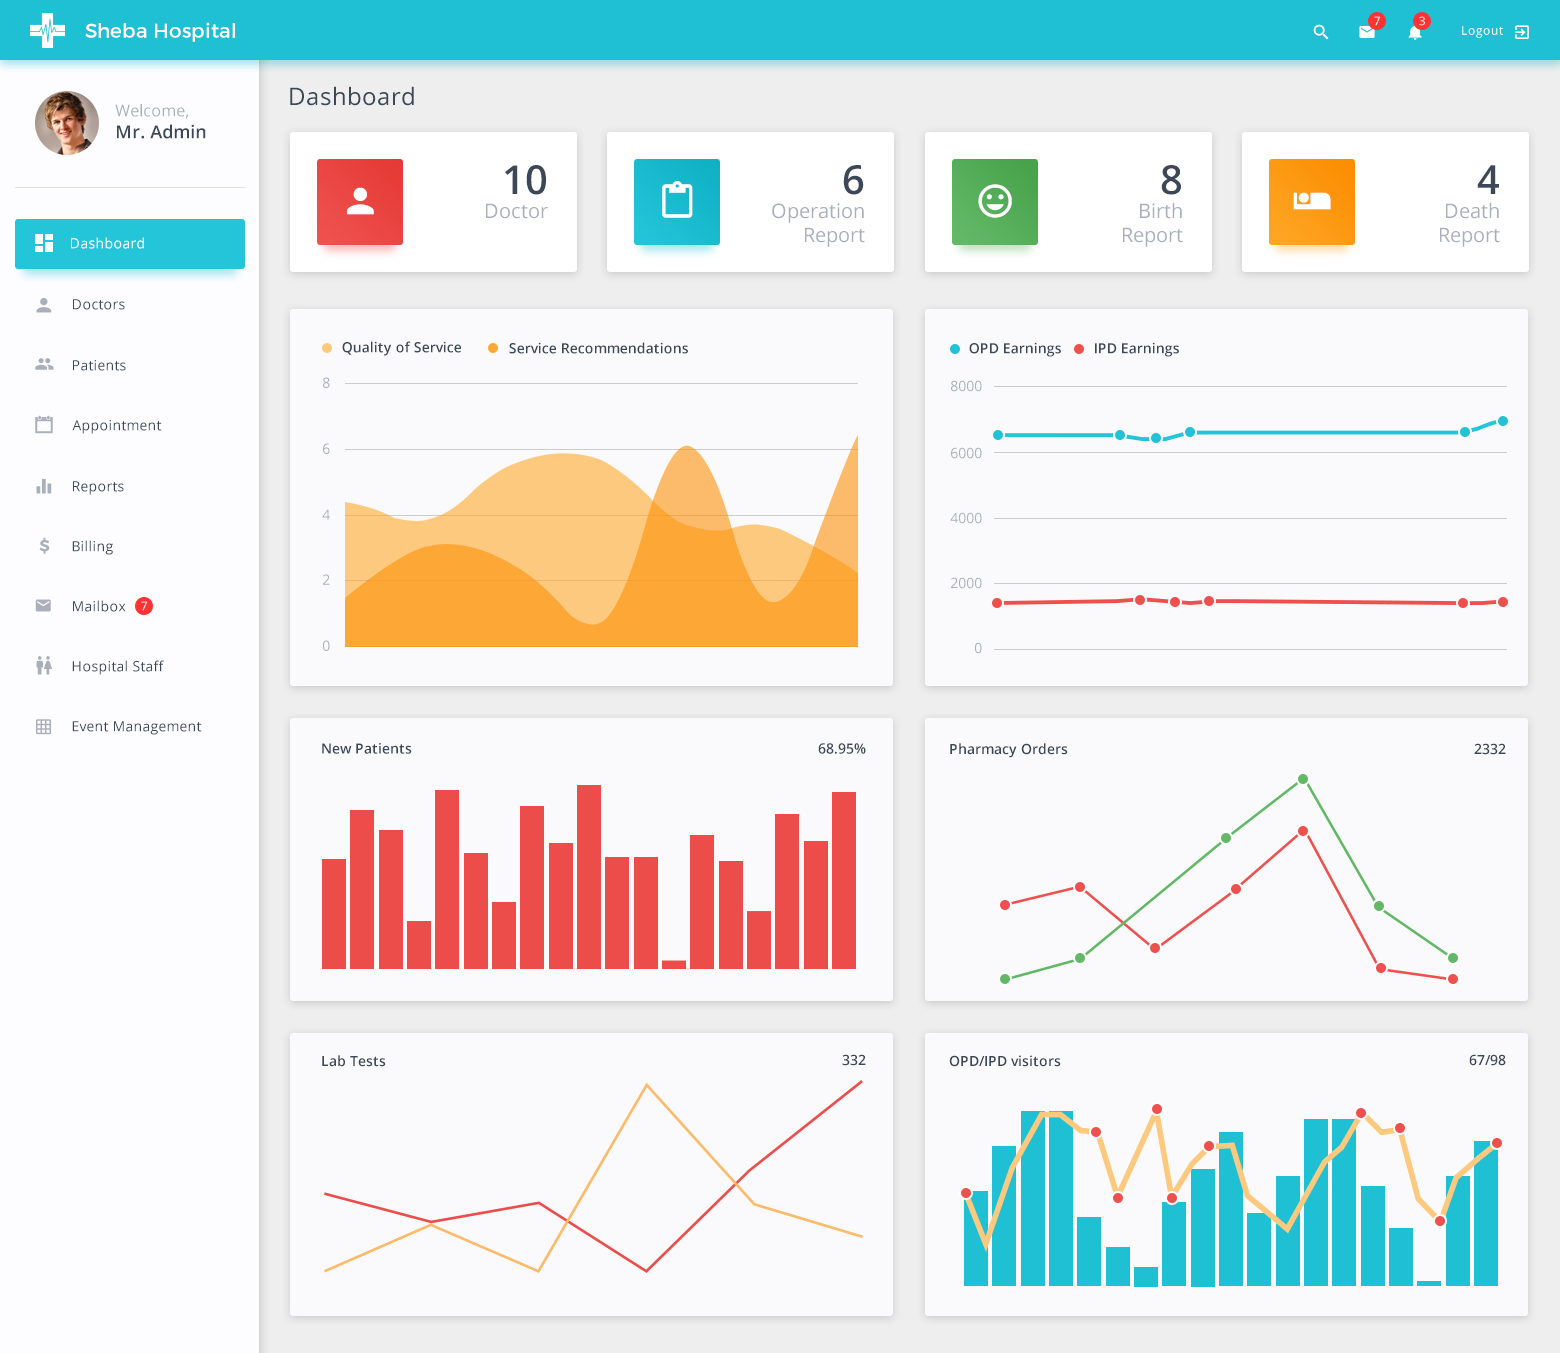 Sheba Hospital
7
3
Logout
Welcome,
Mr. Admin
Dashboard
Doctors
Patients
Appointment
Reports
Billing
Mailbox 7
Hospital Staff
Event Management
Dashboard
10
Doctor
6
Operation
Report
8
Birth
Report
4
Death
Report
Quality of Service
Service Recommendations
8
6
4
2
0
OPD Earnings
IPD Earnings
8000
6000
4000
2000
0
New Patients
68.95%
Pharmacy Orders
2332
Lab Tests
332
OPD/IPD visitors
67/98